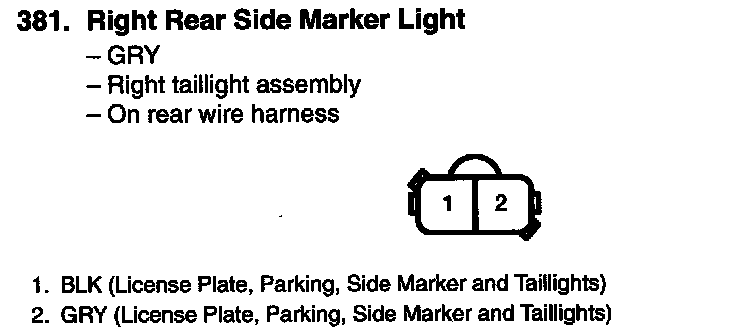 381. Right Rear Side Marker Light
– GRY
– Right taillight assembly
– On rear wire harness
1 2
1. BLK (License Plate, Parking, Side Marker and Taillights)
2. GRY (License Plate, Parking, Side Marker and Taillights)